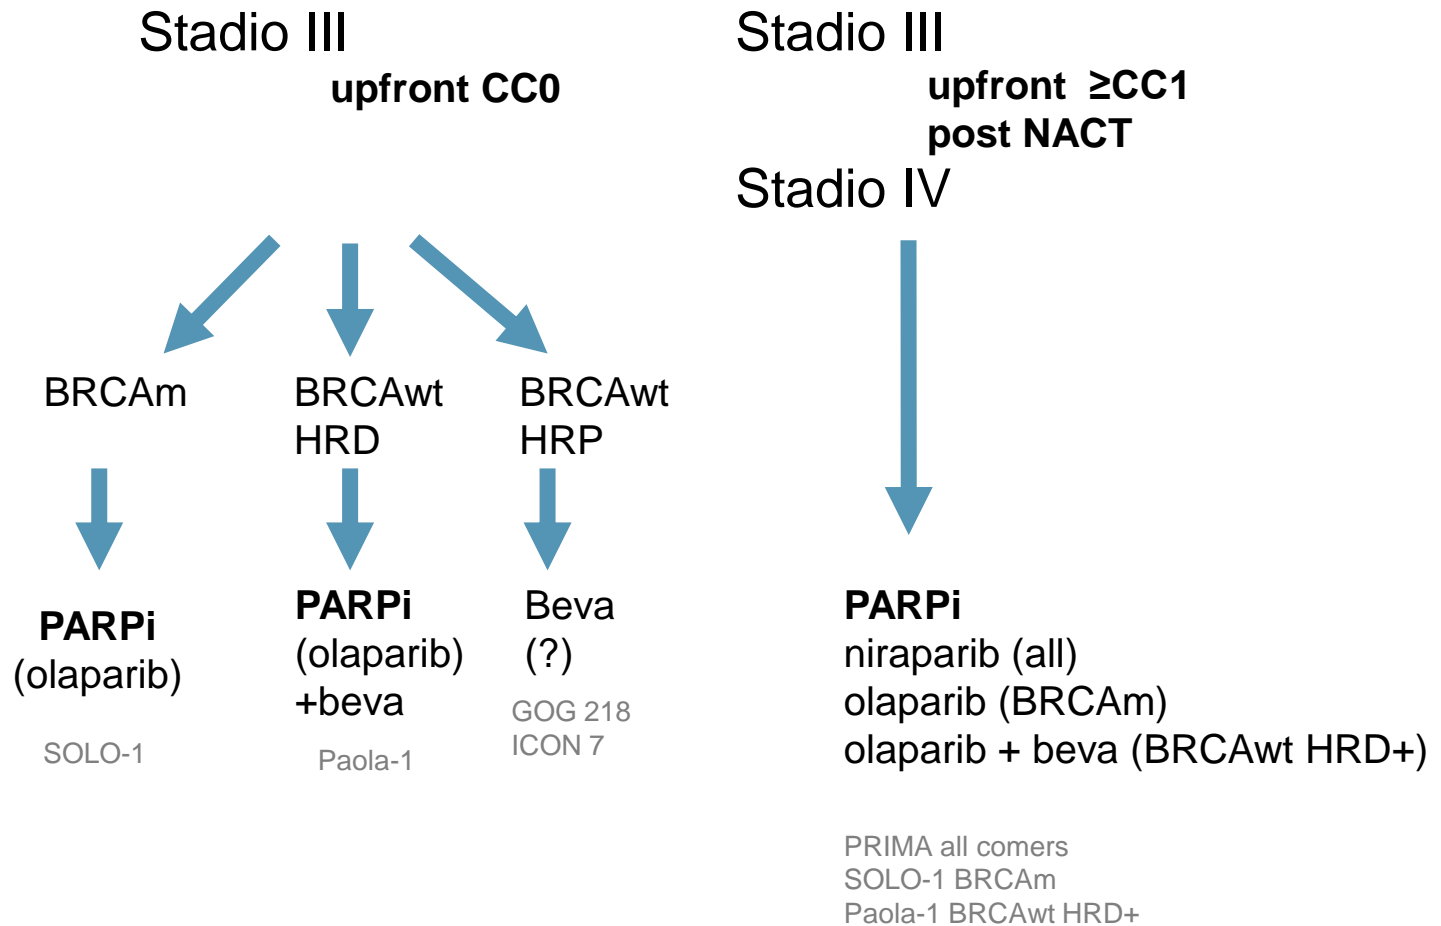 Stadio III
upfront CC0
BRCAm
BRCAwt
HRD
BRCAwt
HRP
PARPi
(olaparib)
SOLO-1
PARPi
(olaparib)
+beva
Paola-1
Beva
(?)
GOG 218
ICON 7
Stadio III
upfront ≥CC1
post NACT
Stadio IV
PARPi
niraparib (all)
olaparib (BRCAm)
olaparib + beva (BRCAwt HRD+)
PRIMA all comers
SOLO-1 BRCAm
Paola-1 BRCAwt HRD+